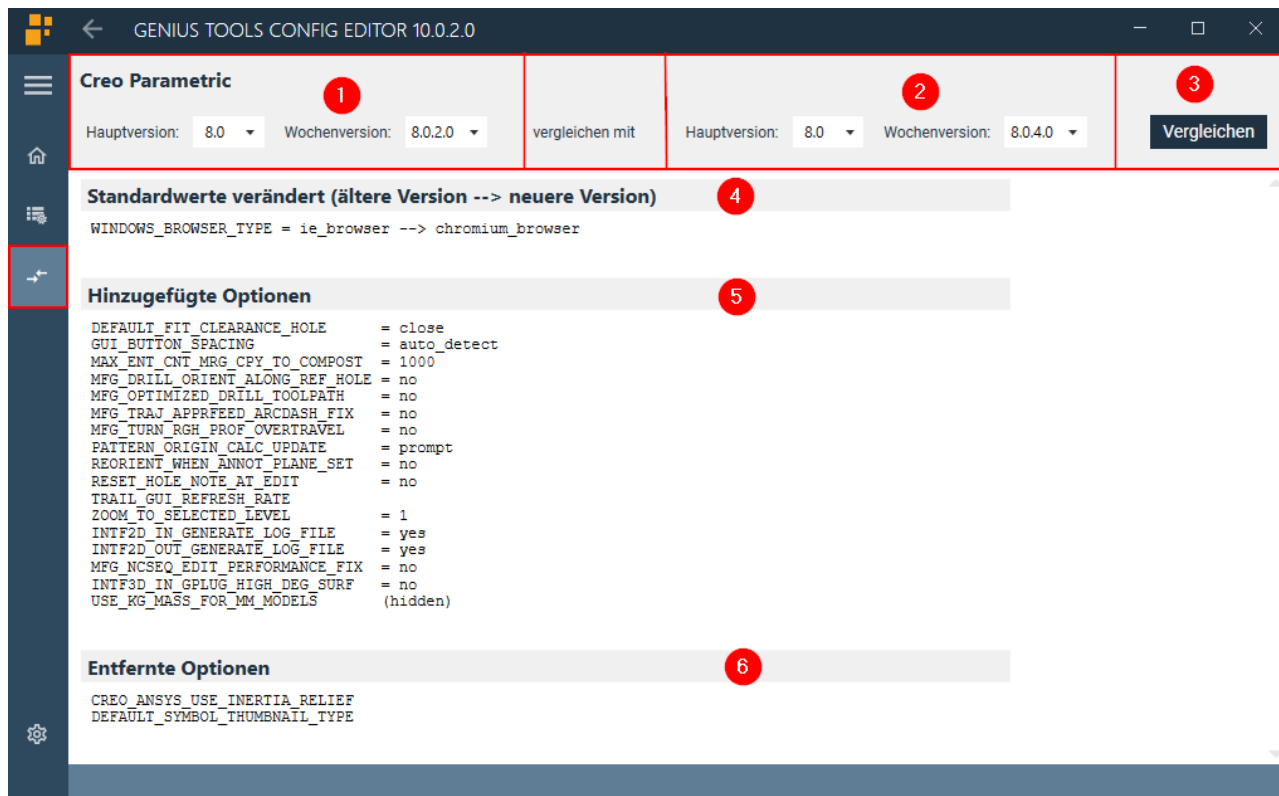 GENIUS TOOLS CONFIG EDITOR 10.0.2.0
Creo Parametric
1
2
3
Hauptversion: 8.0 Wochenversion: 8.0.2.0 vergleichen mit Hauptversion: 8.0 Wochenversion: 8.0.4.0 Vergleichen
Standardwerte verändert (ältere Version --> neuere Version) 4
WINDOWS_BROWSER_TYPE = ie_browser --> chromium_browser
Hinzugefügte Optionen 5
DEFAULT_FIT_CLEARANCE_HOLE = close
GUI_BUTTON_SPACING = auto_detect
MAX_ENT_CNT_MRG_CPY_TO_COMPOST = 1000
MFG_DRILL_ORIENT_ALONG_REF_HOLE = no
MFG_OPTIMIZED_DRILL_TOOLPATH = no
MFG_TRAJ_APPRFEED_ARCDASH_FIX = no
MFG_TURN_RGH_PROF_OVERTRAVEL = no
PATTERN_ORIGIN_CALC_UPDATE = prompt
REORIENT_WHEN_ANNOT_PLANE_SET = no
RESET_HOLE_NOTE_AT_EDIT = no
TRAIL_GUI_REFRESH_RATE
ZOOM_TO_SELECTED_LEVEL = 1
INTF2D_IN_GENERATE_LOG_FILE = yes
INTF2D_OUT_GENERATE_LOG_FILE = yes
MFG_NCSEQ_EDIT_PERFORMANCE_FIX = no
INTF3D_IN_GPLUG_HIGH_DEG_SURF = no
USE_KG_MASS_FOR_MM_MODELS (hidden)
Entfernte Optionen 6
CREO_ANSYS_USE_INERTIA_RELIEF
DEFAULT_SYMBOL_THUMBNAIL_TYPE